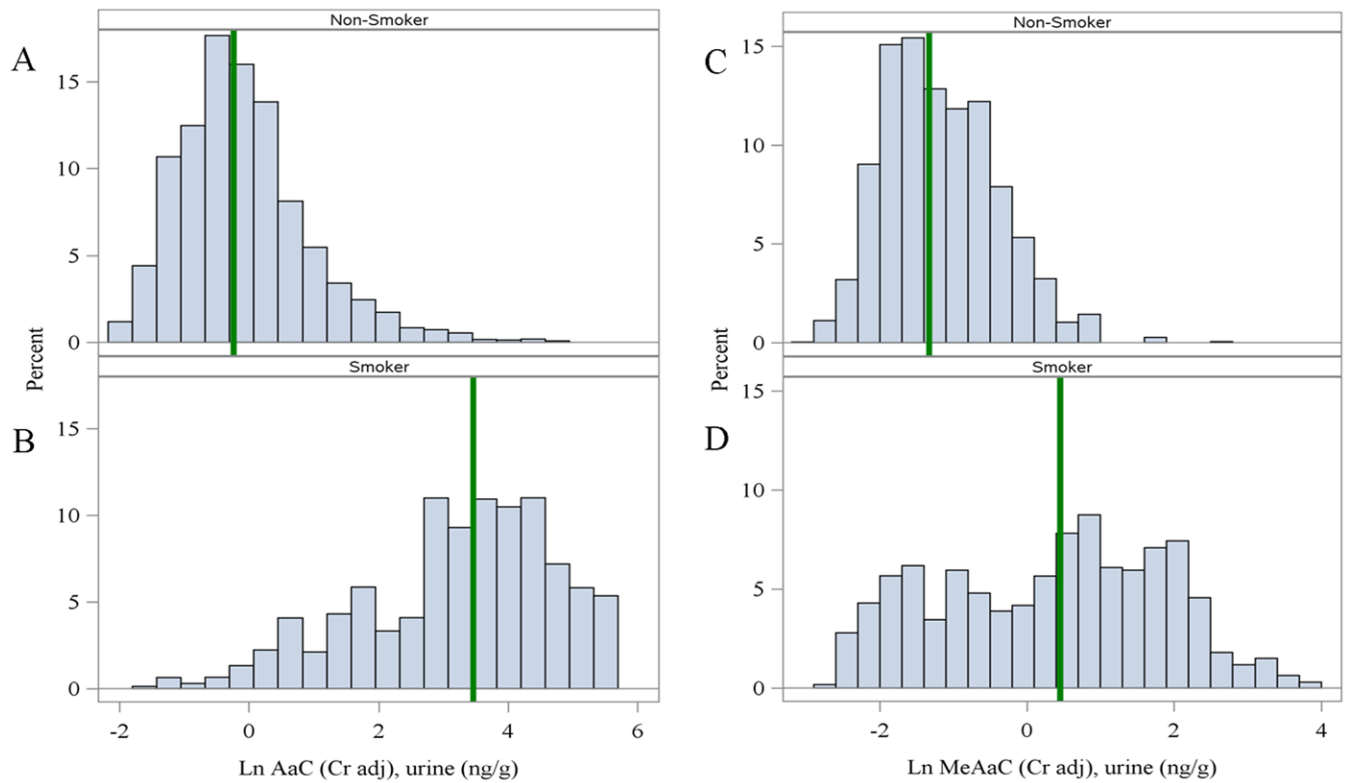 Non-Smoker
A
15
10
5
0
Percent
Smoker
B
15
10
5
0
-2 0 2 4 6
Ln AaC (Cr adj), urine (ng/g)
Non-Smoker
C
15
10
5
0
Percent
Smoker
D
15
10
5
0
-2 0 2 4
Ln MeAaC (Cr adj), urine (ng/g)